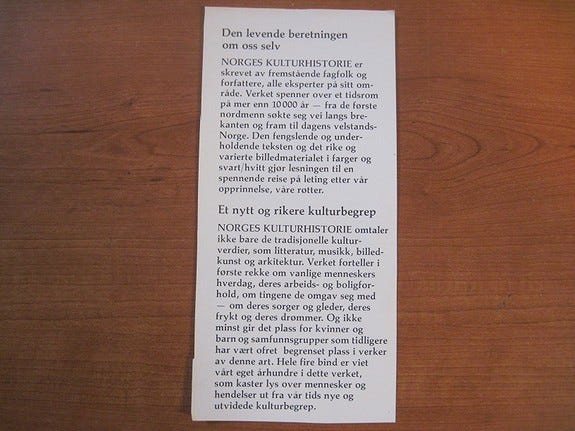 Den levende beretningen
om oss selv
NORGES KULTURHISTORIE er
skrevet av fremstående fagfolk og
forfattere, alle eksperter på sitt om-
råde. Verket spenner over et tidsrom
på mer enn 10 000 år — fra de første
nordmenn søkte seg vei langs bre-
kanten og fram til dagens velstands-
Norge. Den fengslende og under-
holdende teksten og det rike og
varierte billedmaterialet i farger og
svart/hvitt gjør lesningen til en
spennende reise på leting etter vår
opprinnelse, våre røtter.
Et nytt og rikere kulturbegrep
NORGES KULTURHISTORIE omtaler
ikke bare de tradisjonelle kultur-
verdier, som litteratur, musikk, billed-
kunst og arkitektur. Verket forteller i
første rekke om vanlige menneskers
hverdag, deres arbeids- og boligfor-
hold, om tingene de omgav seg med
— om deres sorger og gleder, deres
frykt og deres drømmer. Og ikke
minst gir det plass for kvinner og
barn og samfunnsgrupper som tidligere
har vært ofret begrenset plass i verker
av denne art. Hele fire bind er viet
vårt eget århundre i dette verket,
som kaster lys over mennesker og
hendelser ut fra vår tids nye og
utvidede kulturbegrep.